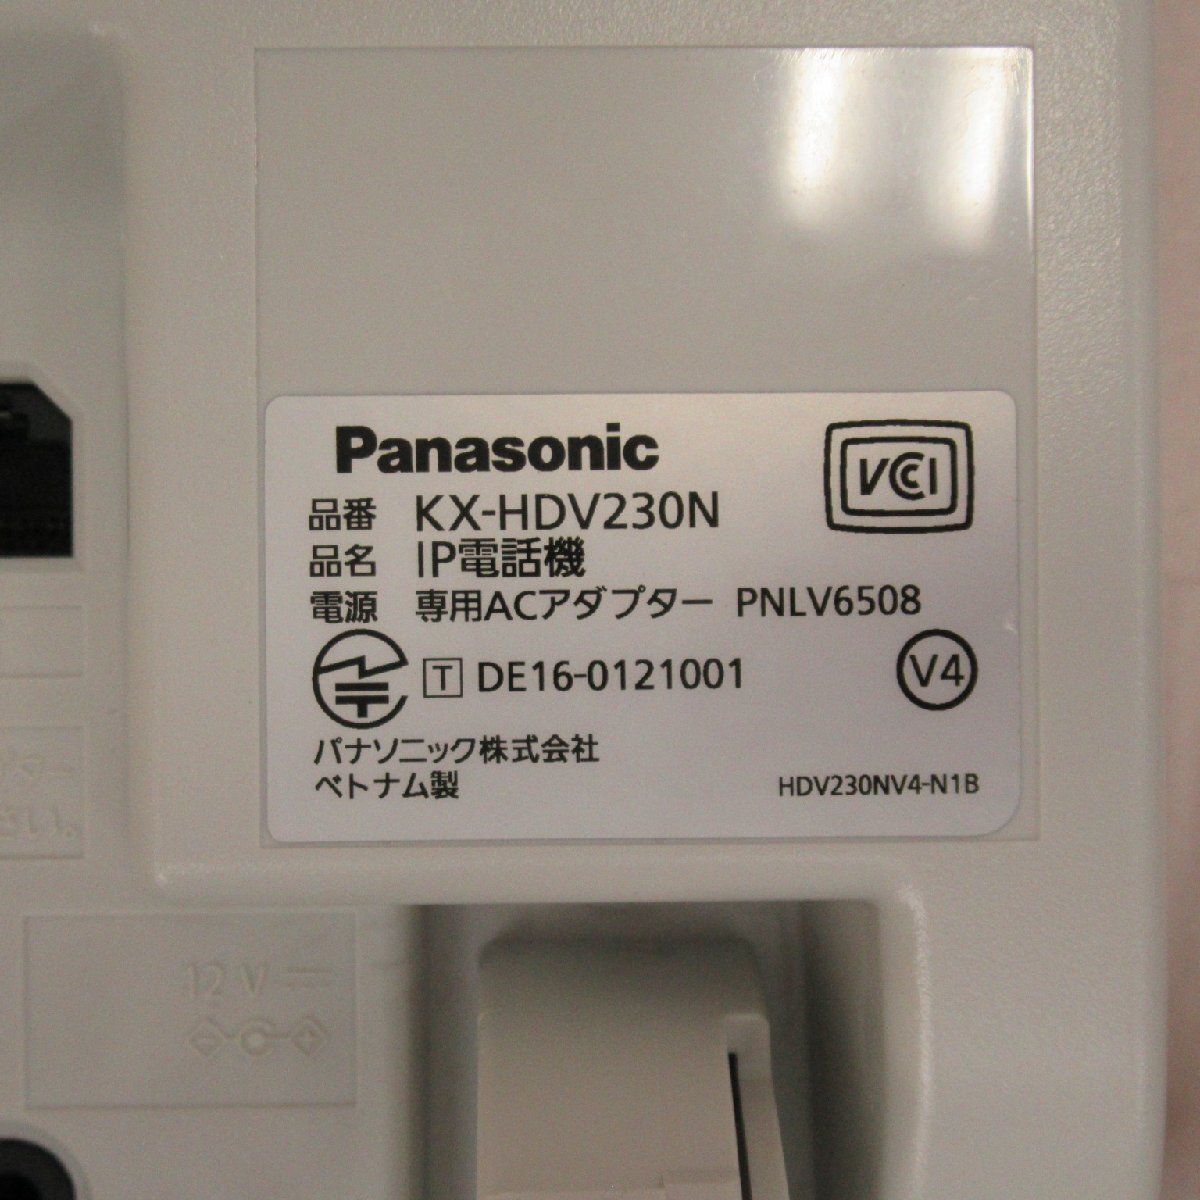 Panasonic
VCCI
品番 KX-HDV230N
品名 IP電話機
電源 専用ACアダプター PNLV6508
T DE16-0121001
V4
パナソニック株式会社
ベトナム製
HDV230NV4-N1B
12 V